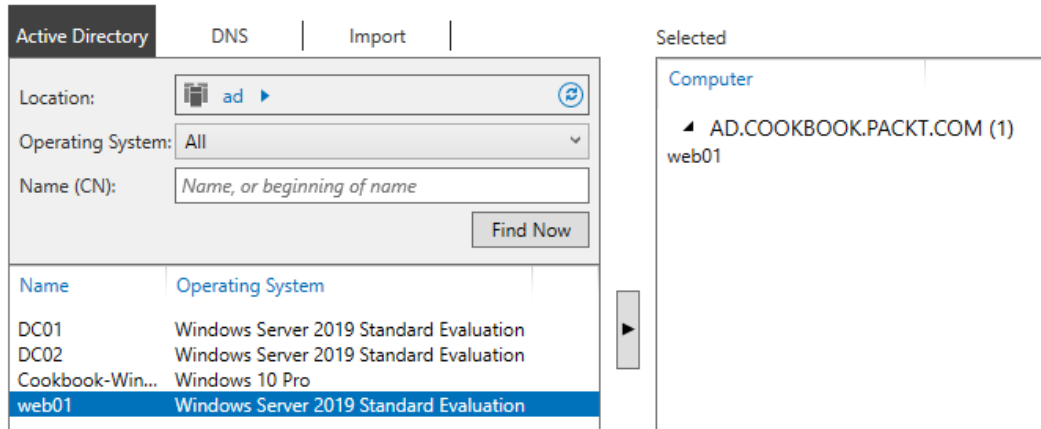 Active Directory DNS Import
Location: ad
Operating System: All
Name (CN): Name, or beginning of name
Find Now
Name Operating System
DC01 Windows Server 2019 Standard Evaluation
DC02 Windows Server 2019 Standard Evaluation
Cookbook-Win... Windows 10 Pro
web01 Windows Server 2019 Standard Evaluation
Selected
Computer
AD.COOKBOOK.PACKT.COM (1)
web01